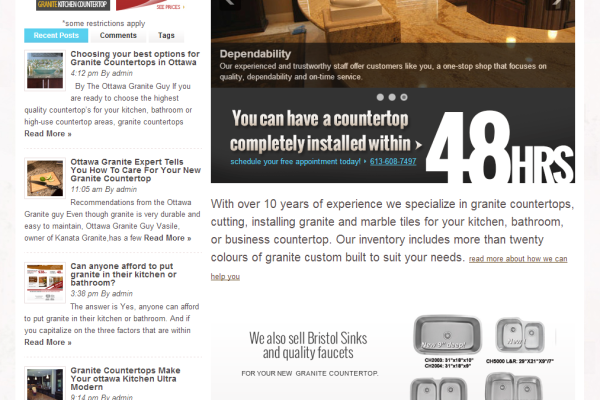 GRANITE KITCHEN COUNTERTOP
SEE PRICES ›
*some restrictions apply
Recent Posts Comments Tags
Choosing your best options for
Granite Countertops in Ottawa
4:12 pm By admin
By The Ottawa Granite Guy If you
are ready to choose the highest
quality countertop's for your kitchen, bathroom or
high-use countertop areas, granite countertops
Read More »
Ottawa Granite Expert Tells
You How To Care For Your New
Granite Countertop
11:05 am By admin
Recommendations from the Ottawa
Granite guy Even though granite is very durable and
easy to maintain, Ottawa Granite Guy Vasile,
owner of Kanata Granite,has a few Read More »
Can anyone afford to put
granite in their kitchen or
bathroom?
3:38 pm By admin
The answer is Yes, anyone can afford
to put granite in their kitchen or bathroom. And if
you capitalize on the three factors that are within
Read More »
Granite Countertops Make
Your ottawa Kitchen Ultra
Modern
9:14 pm By admin
Dependability
Our experienced and trustworthy staff offer customers like you, a one-stop shop that focuses on
quality, dependability and on-time service.
You can have a countertop
completely installed within
48HRS
schedule your free appointment today! 613-608-7497
With over 10 years of experience we specialize in granite countertops,
cutting, installing granite and marble tiles for your kitchen, bathroom,
or business countertop. Our inventory includes more than twenty
colours of granite custom built to suit your needs. read more about how we can
help you
We also sell Bristol Sinks
and quality faucets
FOR YOUR NEW GRANITE COUNTERTOP.
Now 9" deep!
CH2003: 31"x18"x10"
CH2004: 31"x18"x9"
New !
CH5000 L&R: 29"X21"X9"/7"